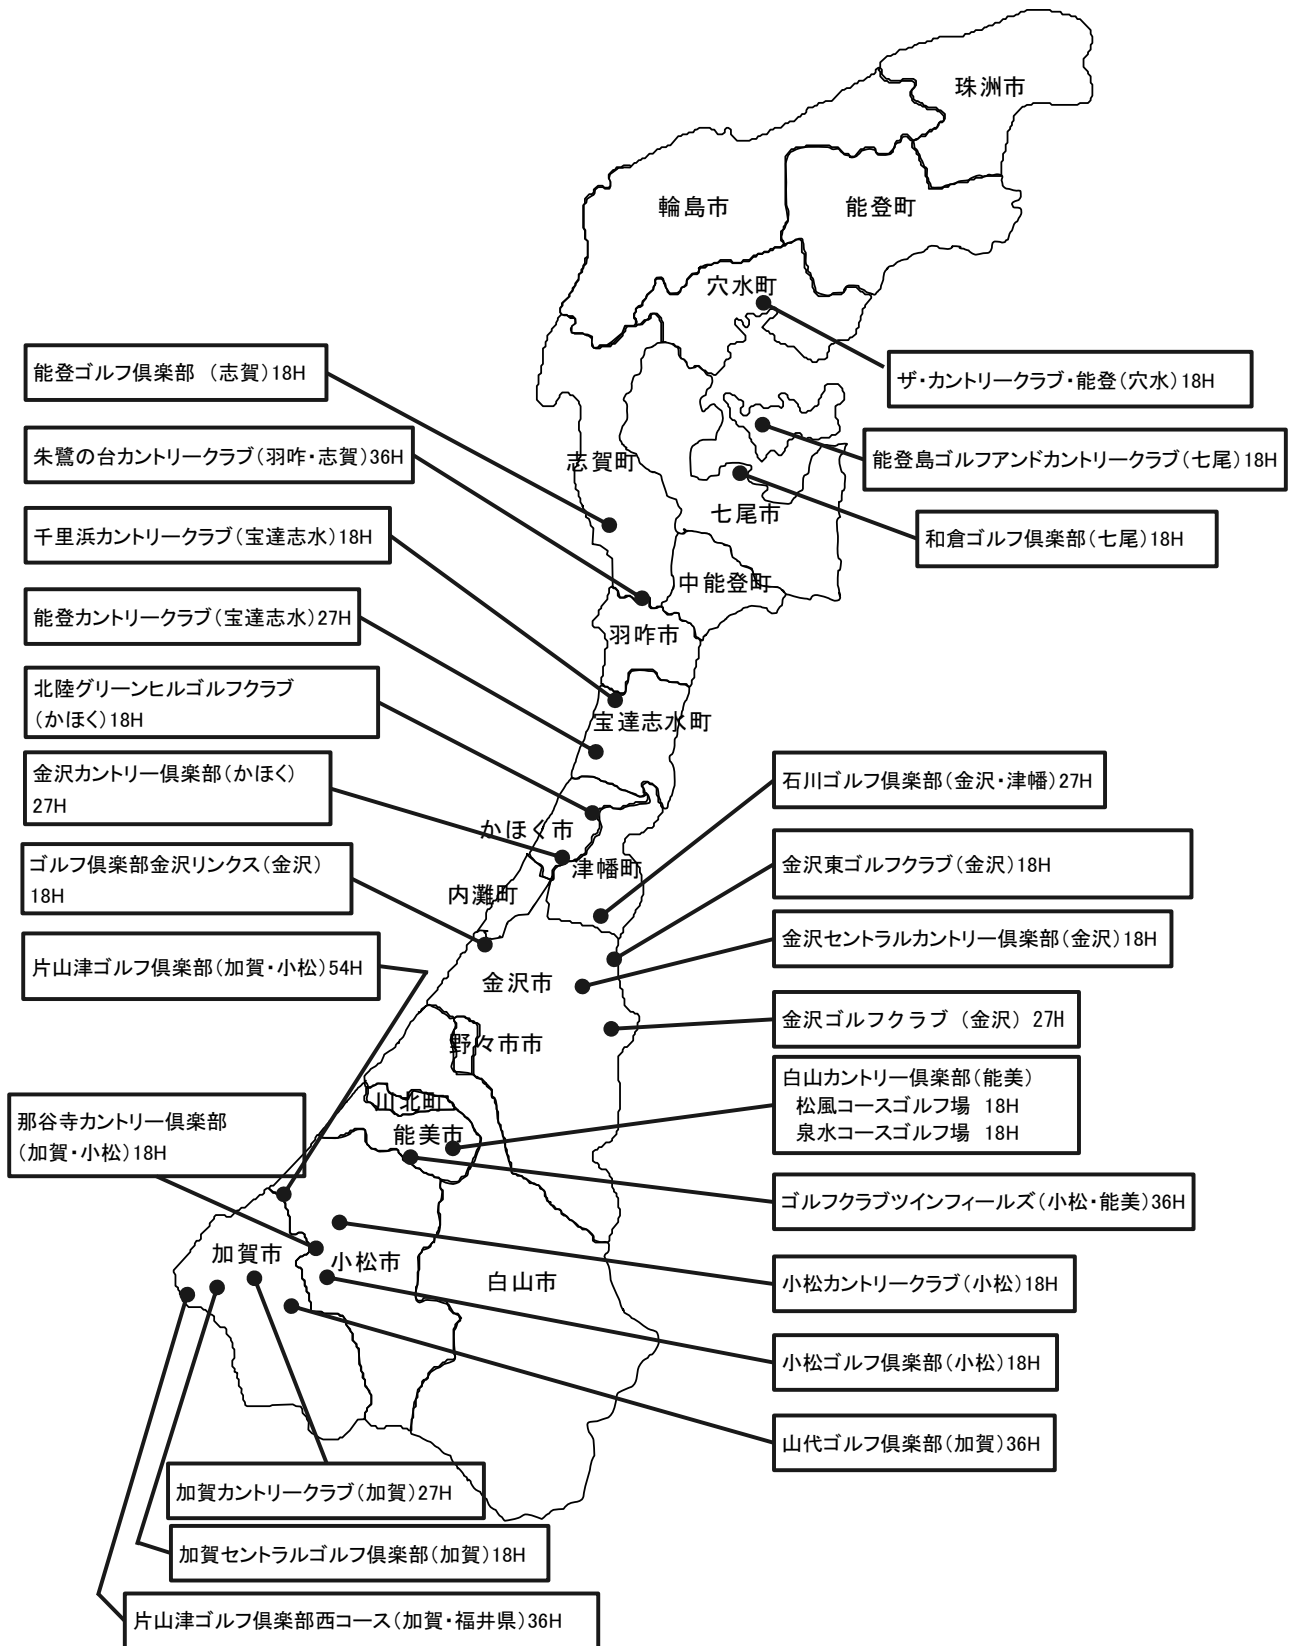 珠洲市
輪島市
能登町
穴水町
能登ゴルフ倶楽部 （志賀）18H
ザ・カントリークラブ・能登（穴水）18H
朱鷺の台カントリークラブ（羽咋・志賀）36H
志賀町
能登島ゴルフアンドカントリークラブ（七尾）18H
千里浜カントリークラブ（宝達志水）18H
七尾市
和倉ゴルフ倶楽部（七尾）18H
中能登町
能登カントリークラブ（宝達志水）27H
羽咋市
北陸グリーンヒルゴルフクラブ
（かほく）18H
宝達志水町
金沢カントリー倶楽部（かほく）
27H
石川ゴルフ倶楽部（金沢・津幡）27H
かほく市
ゴルフ倶楽部金沢リンクス（金沢）
18H
津幡町
金沢東ゴルフクラブ（金沢）18H
内灘町
金沢セントラルカントリー倶楽部（金沢）18H
片山津ゴルフ倶楽部（加賀・小松）54H
金沢市
金沢ゴルフクラブ （金沢） 27H
野々市市
白山カントリー倶楽部（能美）
松風コースゴルフ場 18H
泉水コースゴルフ場 18H
川北町
那谷寺カントリー倶楽部
（加賀・小松）18H
能美市
ゴルフクラブツインフィールズ（小松・能美）36H
加賀市
小松市
白山市
小松カントリークラブ（小松）18H
小松ゴルフ倶楽部（小松）18H
山代ゴルフ倶楽部（加賀）36H
加賀カントリークラブ（加賀）27H
加賀セントラルゴルフ倶楽部（加賀）18H
片山津ゴルフ倶楽部西コース（加賀・福井県）36H